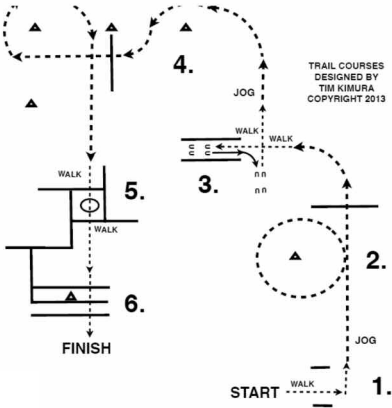 4.
TRAIL COURSES
DESIGNED BY
TIM KIMURA
COPYRIGHT 2013
JOG
WALK WALK
3.
WALK
5.
WALK
2.
6.
JOG
FINISH
1.
START WALK